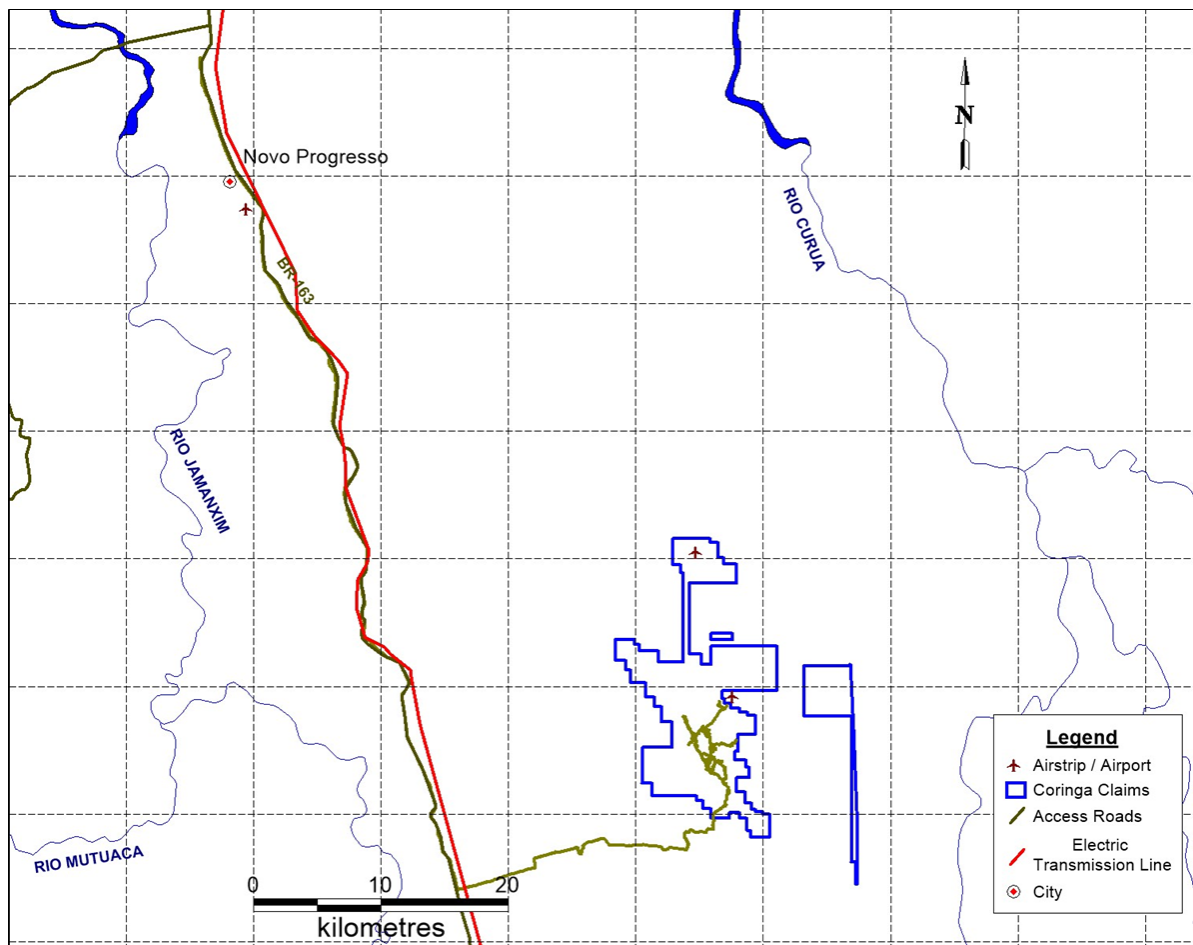 N
Novo Progresso
RIO CURUA
BR-163
RIO JAMANXIM
Legend
Airstrip / Airport
Coringa Claims
Access Roads
Electric
Transmission Line
City
RIO MUTUACA
0 10 20
kilometres